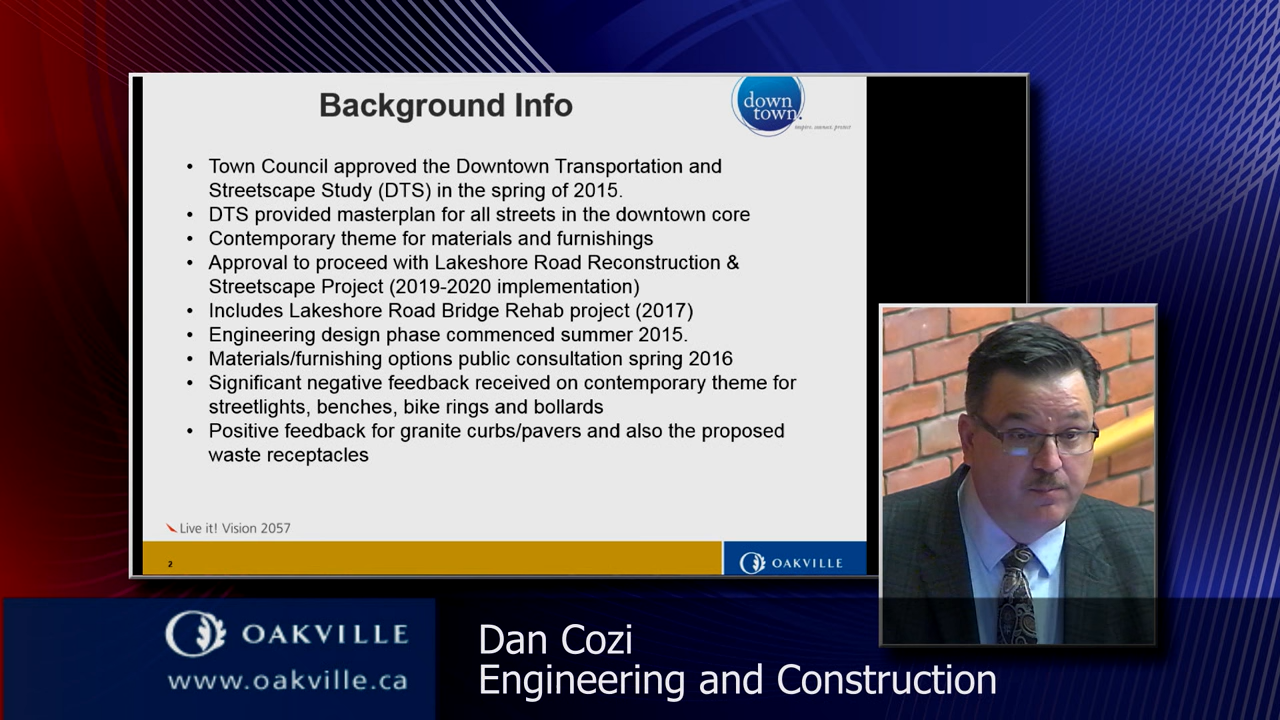 Background Info
down
town.
• Town Council approved the Downtown Transportation and
Streetscape Study (DTS) in the spring of 2015.
• DTS provided masterplan for all streets in the downtown core
• Contemporary theme for materials and furnishings
• Approval to proceed with Lakeshore Road Reconstruction &
Streetscape Project (2019-2020 implementation)
• Includes Lakeshore Road Bridge Rehab project (2017)
• Engineering design phase commenced summer 2015.
• Materials/furnishing options public consultation spring 2016
• Significant negative feedback received on contemporary theme for
streetlights, benches, bike rings and bollards
• Positive feedback for granite curbs/pavers and also the proposed
waste receptacles
Live it! Vision 2057
2
OAKVILLE
OAKVILLE
www.oakville.ca
Dan Cozi
Engineering and Construction